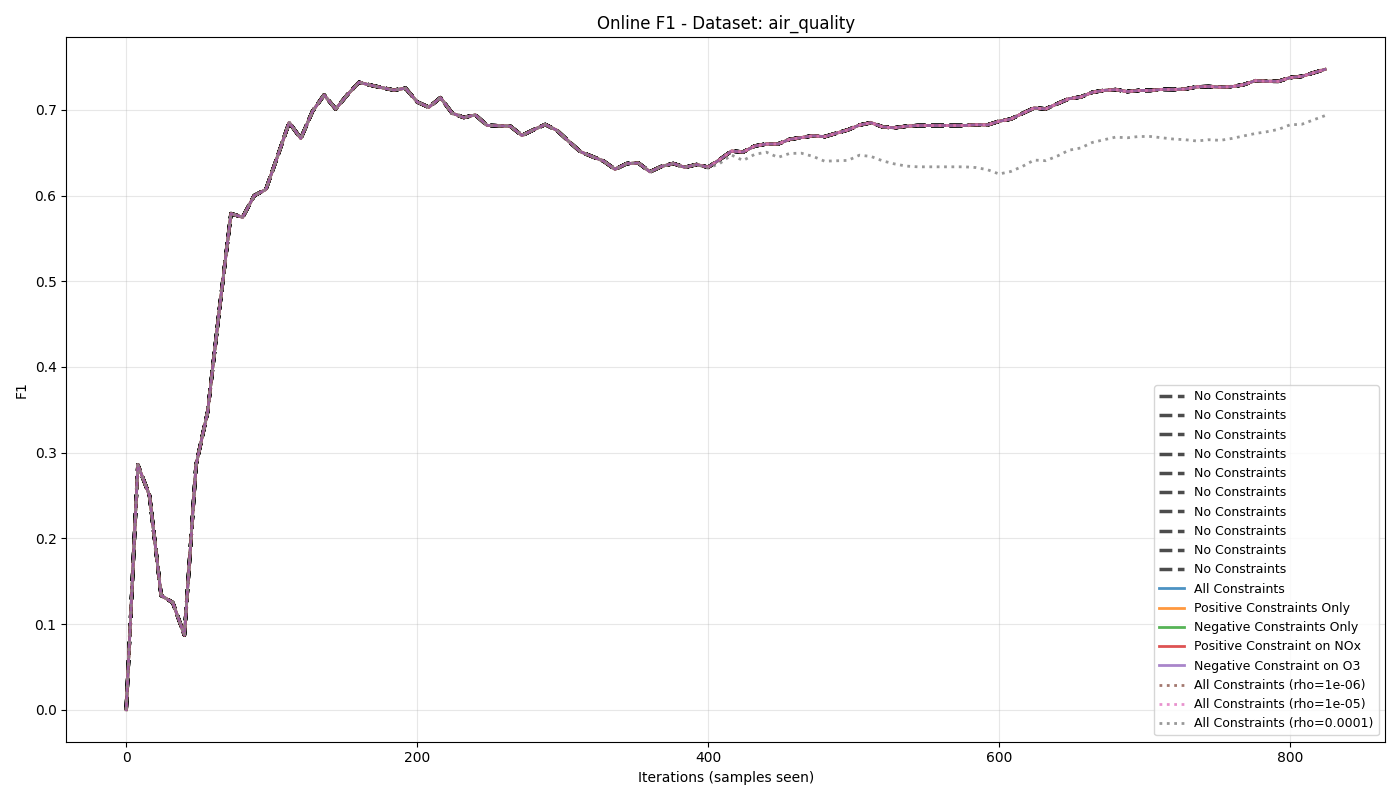 Online F1 - Dataset: air_quality
0.7
0.6
0.5
0.4
0.3
0.2
0.1
0.0
F1
0 200 400 600 800
Iterations (samples seen)
No Constraints
No Constraints
No Constraints
No Constraints
No Constraints
No Constraints
No Constraints
No Constraints
No Constraints
No Constraints
All Constraints
Positive Constraints Only
Negative Constraints Only
Positive Constraint on NOx
Negative Constraint on O3
All Constraints (rho=1e-06)
All Constraints (rho=1e-05)
All Constraints (rho=0.0001)